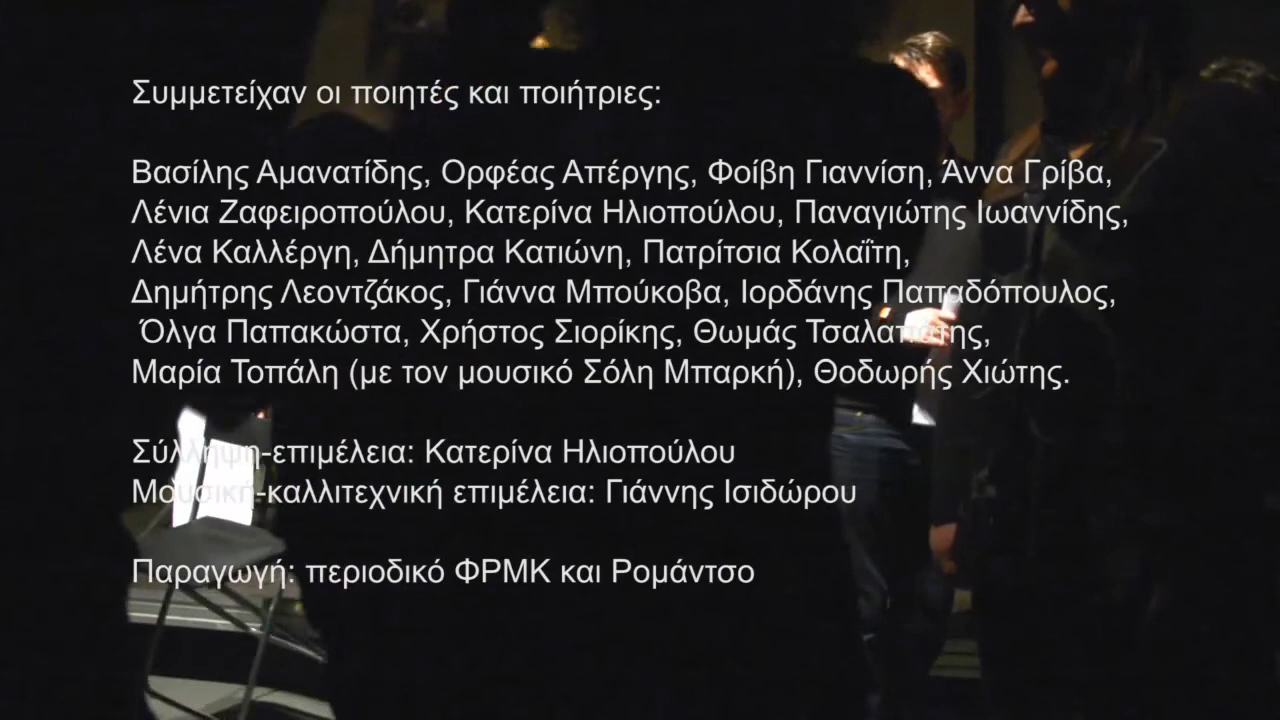 Συμμετείχαν οι ποιητές και ποιήτριες:
Βασίλης Αμανατίδης, Ορφέας Απέργης, Φοίβη Γιαννίση, Άννα Γρίβα,
Λένια Ζαφειροπούλου, Κατερίνα Ηλιοπούλου, Παναγιώτης Ιωαννίδης,
Λένα Καλλέργη, Δήμητρα Κατιώνη, Πατρίτσια Κολαΐτη,
Δημήτρης Λεοντζάκος, Γιάννα Μπούκοβα, Ιορδάνης Παπαδόπουλος,
Όλγα Παπακώστα, Χρήστος Σιορίκης, Θωμάς Τσαλαπάτης,
Μαρία Τοπάλη (με τον μουσικό Σόλη Μπαρκή), Θοδωρής Χιώτης.
Σύλληψη-επιμέλεια: Κατερίνα Ηλιοπούλου
Μουσική-καλλιτεχνική επιμέλεια: Γιάννης Ισιδώρου
Παραγωγή: περιοδικό ΦΡΜΚ και Ρομάντσο